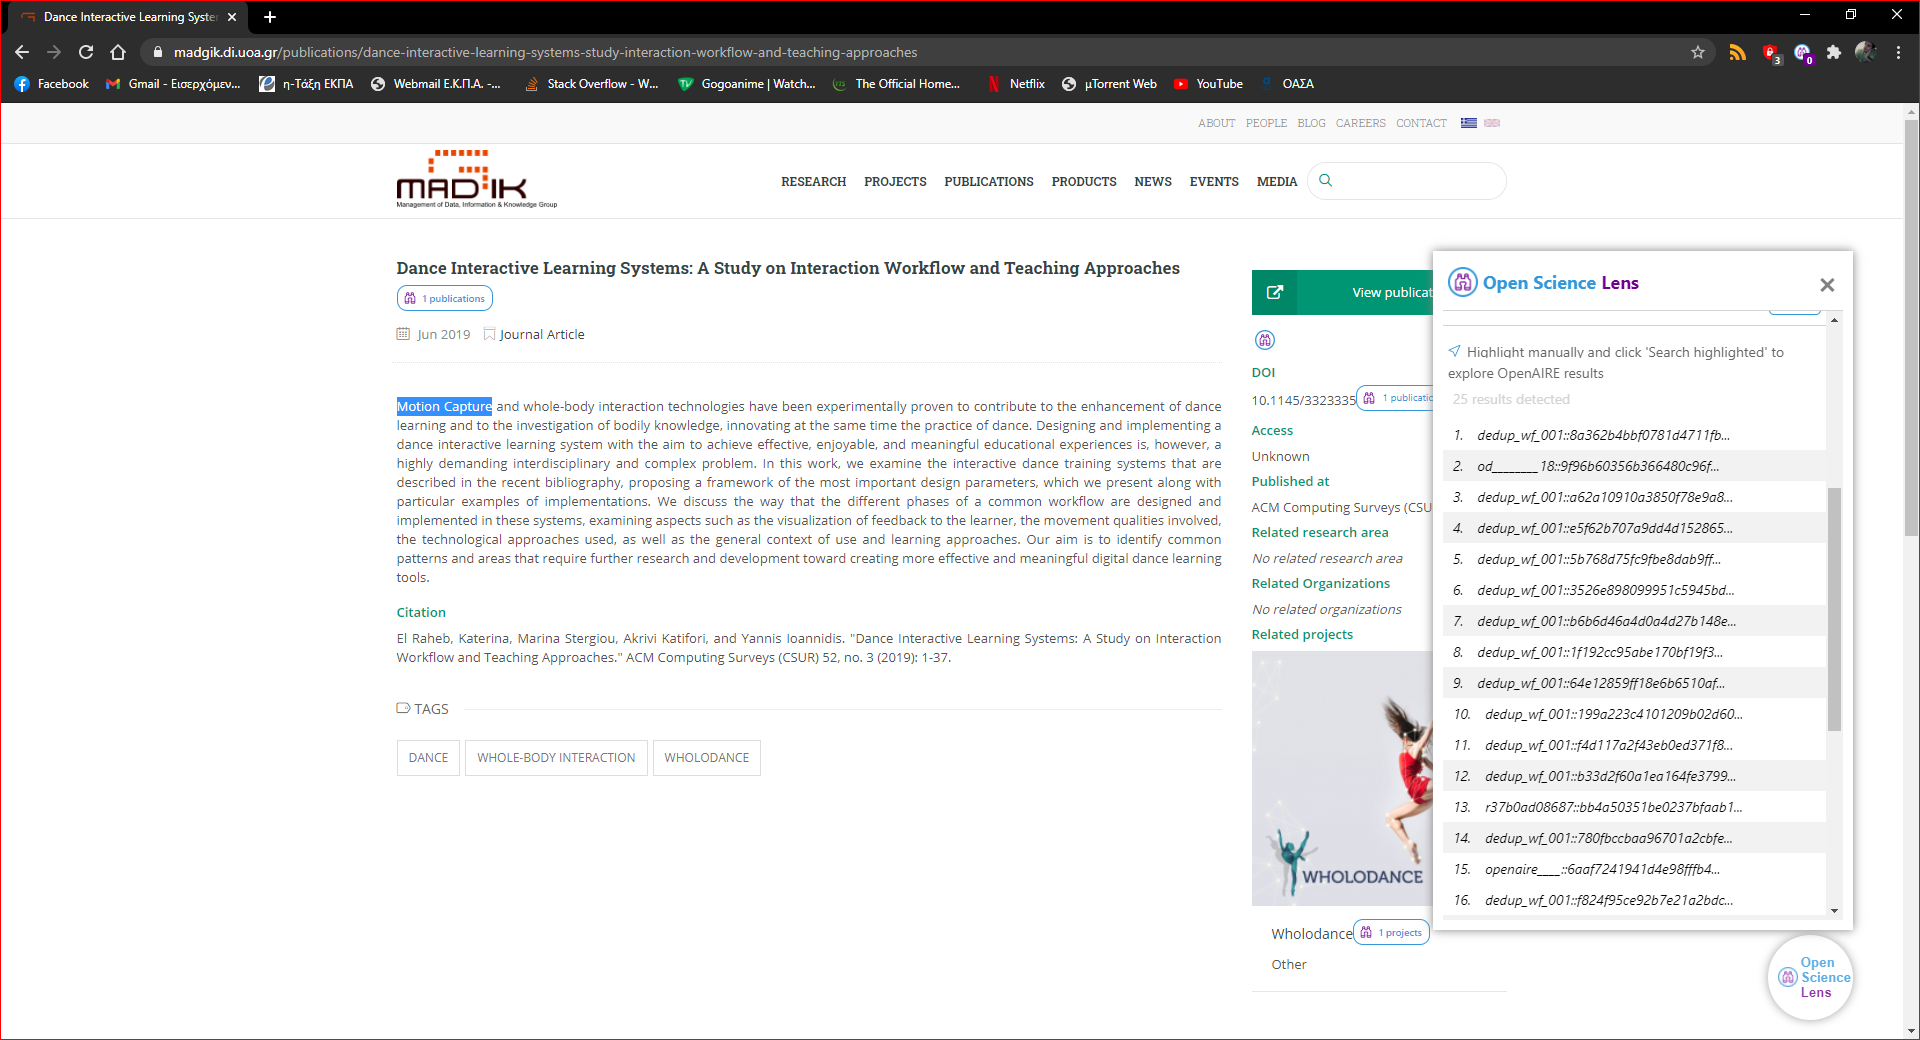 Dance Interactive Learning Syster
madgik.di.uoa.gr/publications/dance-interactive-learning-systems-study-interaction-workflow-and-teaching-approaches
3
0
Facebook
Gmail - Εισερχόμεν...
η-Τάξη ΕΚΠΑ
Webmail Ε.Κ.Π.Α. -...
Stack Overflow - W...
Gogoanime | Watch...
The Official Home...
Netflix
µTorrent Web
YouTube
ΟΑΣΑ
ABOUT PEOPLE BLOG CAREERS CONTACT
MADgIK
Management of Data, Information & Knowledge Group
RESEARCH PROJECTS PUBLICATIONS PRODUCTS NEWS EVENTS MEDIA
Dance Interactive Learning Systems: A Study on Interaction Workflow and Teaching Approaches
1 publications
Jun 2019 Journal Article
Motion Capture and whole-body interaction technologies have been experimentally proven to contribute to the enhancement of dance
learning and to the investigation of bodily knowledge, innovating at the same time the practice of dance. Designing and implementing a
dance interactive learning system with the aim to achieve effective, enjoyable, and meaningful educational experiences is, however, a
highly demanding interdisciplinary and complex problem. In this work, we examine the interactive dance training systems that are
described in the recent bibliography, proposing a framework of the most important design parameters, which we present along with
particular examples of implementations. We discuss the way that the different phases of a common workflow are designed and
implemented in these systems, examining aspects such as the visualization of feedback to the learner, the movement qualities involved,
the technological approaches used, as well as the general context of use and learning approaches. Our aim is to identify common
patterns and areas that require further research and development toward creating more effective and meaningful digital dance learning
tools.
Citation
El Raheb, Katerina, Marina Stergiou, Akrivi Katifori, and Yannis Ioannidis. "Dance Interactive Learning Systems: A Study on Interaction
Workflow and Teaching Approaches." ACM Computing Surveys (CSUR) 52, no. 3 (2019): 1-37.
TAGS
DANCE
WHOLE-BODY INTERACTION
WHOLODANCE
View publicat
DOI
10.1145/3323335 1 publicatio
Access
Unknown
Published at
ACM Computing Surveys (CSU
Related research area
No related research area
Related Organizations
No related organizations
Related projects
WHOLODANCE
Wholodance 1 projects
Other
Open Science Lens
Highlight manually and click 'Search highlighted' to
explore OpenAIRE results
25 results detected
1. dedup_wf_001::8a362b4bbf0781d4711fb...
2. od________18::9f96b60356b366480c96f...
3. dedup_wf_001::a62a10910a3850f78e9a8...
4. dedup_wf_001::e5f62b707a9dd4d152865...
5. dedup_wf_001::5b768d75fc9fbe8dab9ff...
6. dedup_wf_001::3526e898099951c5945bd...
7. dedup_wf_001::b6b6d46a4d0a4d27b148e...
8. dedup_wf_001::1f192cc95abe170bf19f3...
9. dedup_wf_001::64e12859ff18e6b6510af...
10. dedup_wf_001::199a223c4101209b02d60...
11. dedup_wf_001::f4d117a2f43eb0ed371f8...
12. dedup_wf_001::b33d2f60a1ea164fe3799...
13. r37b0ad08687::bb4a50351be0237bfaab1...
14. dedup_wf_001::780fbccbaa96701a2cbfe...
15. openaire____::6aaf7241941d4e98fffb4...
16. dedup_wf_001::f824f95ce92b7e21a2bdc...
Open
Science
Lens